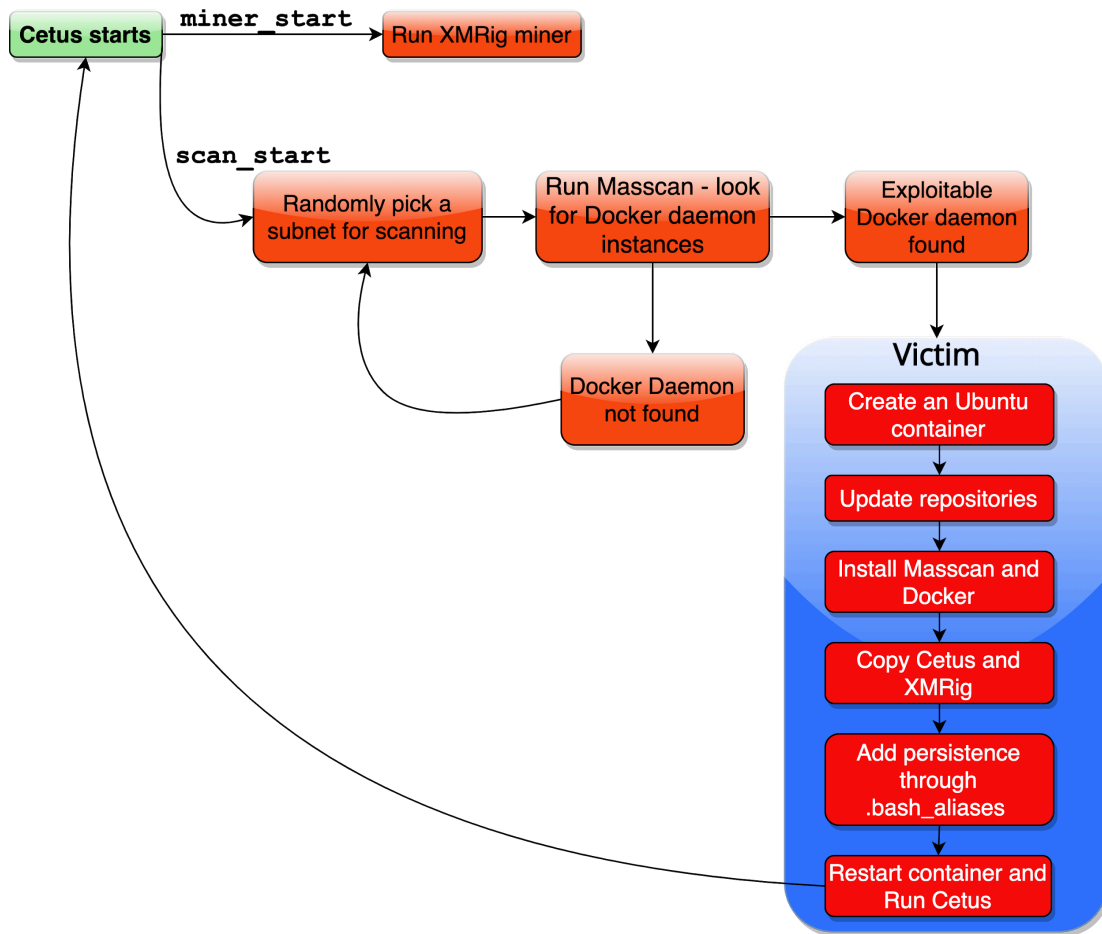 Cetus starts
miner_start
Run XMRig miner
scan_start
Randomly pick a
subnet for scanning
Run Masscan - look
for Docker daemon
instances
Exploitable
Docker daemon
found
Docker Daemon
not found
Victim
Create an Ubuntu
container
Update repositories
Install Masscan and
Docker
Copy Cetus and
XMRig
Add persistence
through
.bash_aliases
Restart container and
Run Cetus